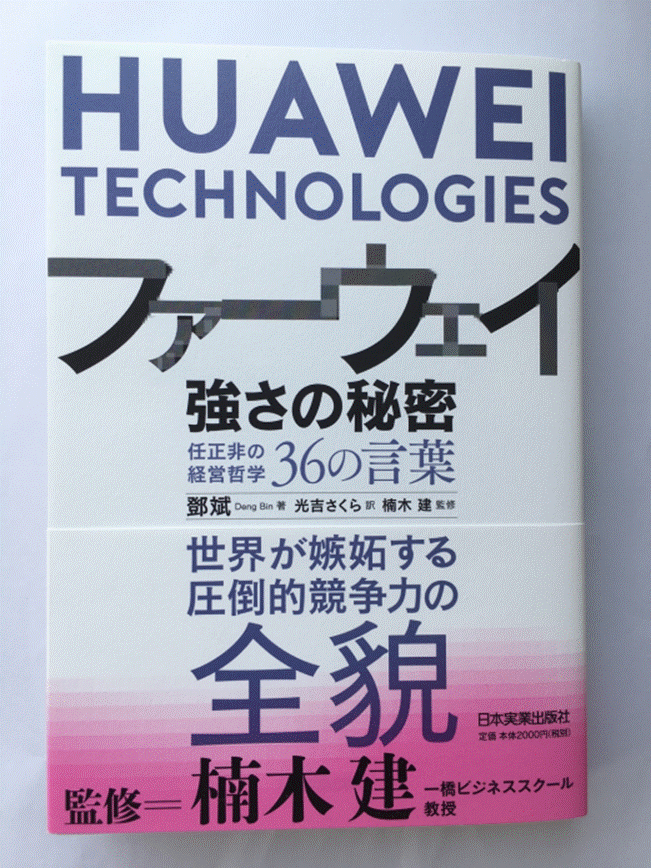 HUAWEI
TECHNOLOGIES
ファーウェイ
強さの秘密
任正非の
経営哲学 36の言葉
鄧斌 Deng Bin 著 光吉さくら 訳 楠木 建 監修
世界が嫉妬する
圧倒的競争力の
全貌
日本実業出版社
定価 本体2000円(税別)
監修＝楠木 建 一橋ビジネススクール
教授